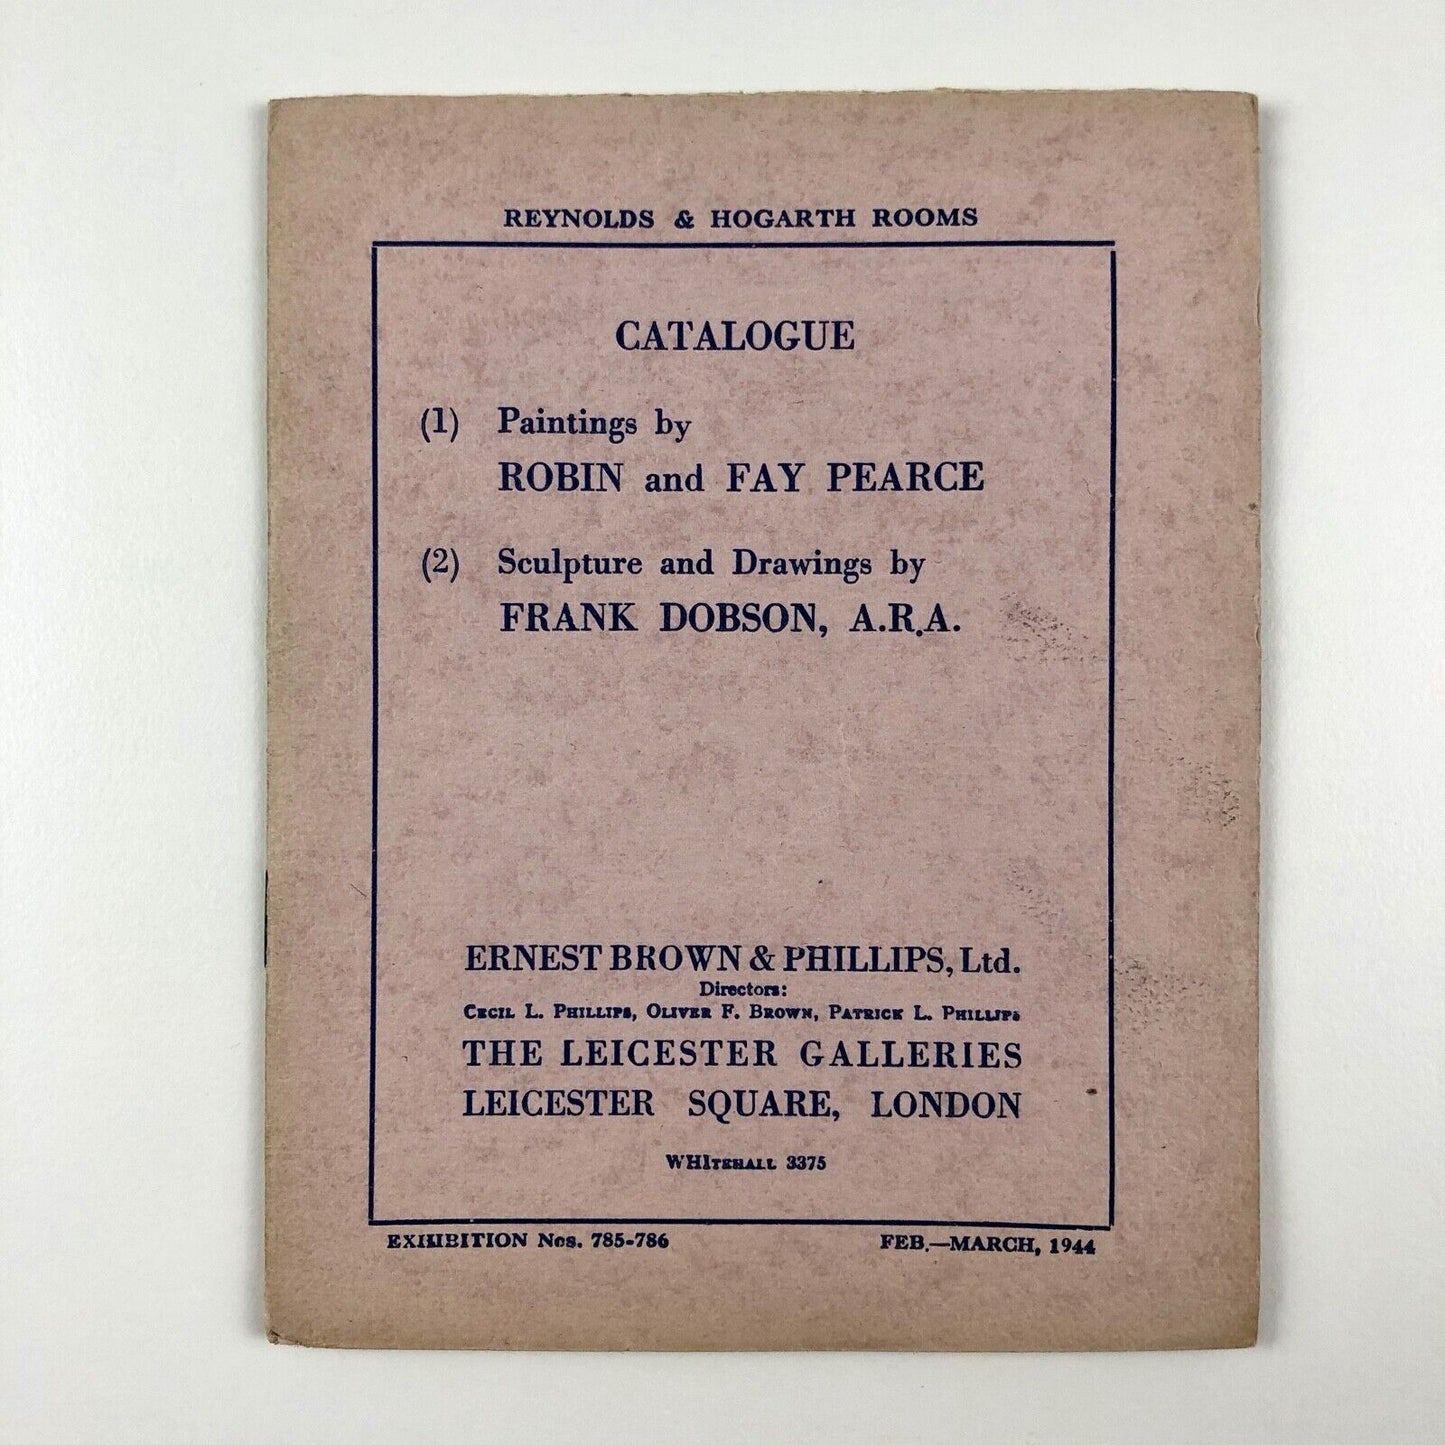 REYNOLDS & HOGARTH ROOMS
CATALOGUE
(1) Paintings by
ROBIN and FAY PEARCE
(2) Sculpture and Drawings by
FRANK DOBSON, A.R.A.
ERNEST BROWN & PHILLIPS, Ltd.
Directors:
CECIL L. PHILLIPS, OLIVER F. BROWN, PATRICK L. PHILLIPS
THE LEICESTER GALLERIES
LEICESTER SQUARE, LONDON
WHITEHALL 3375
EXHIBITION Nos. 785-786 FEB.—MARCH, 1944